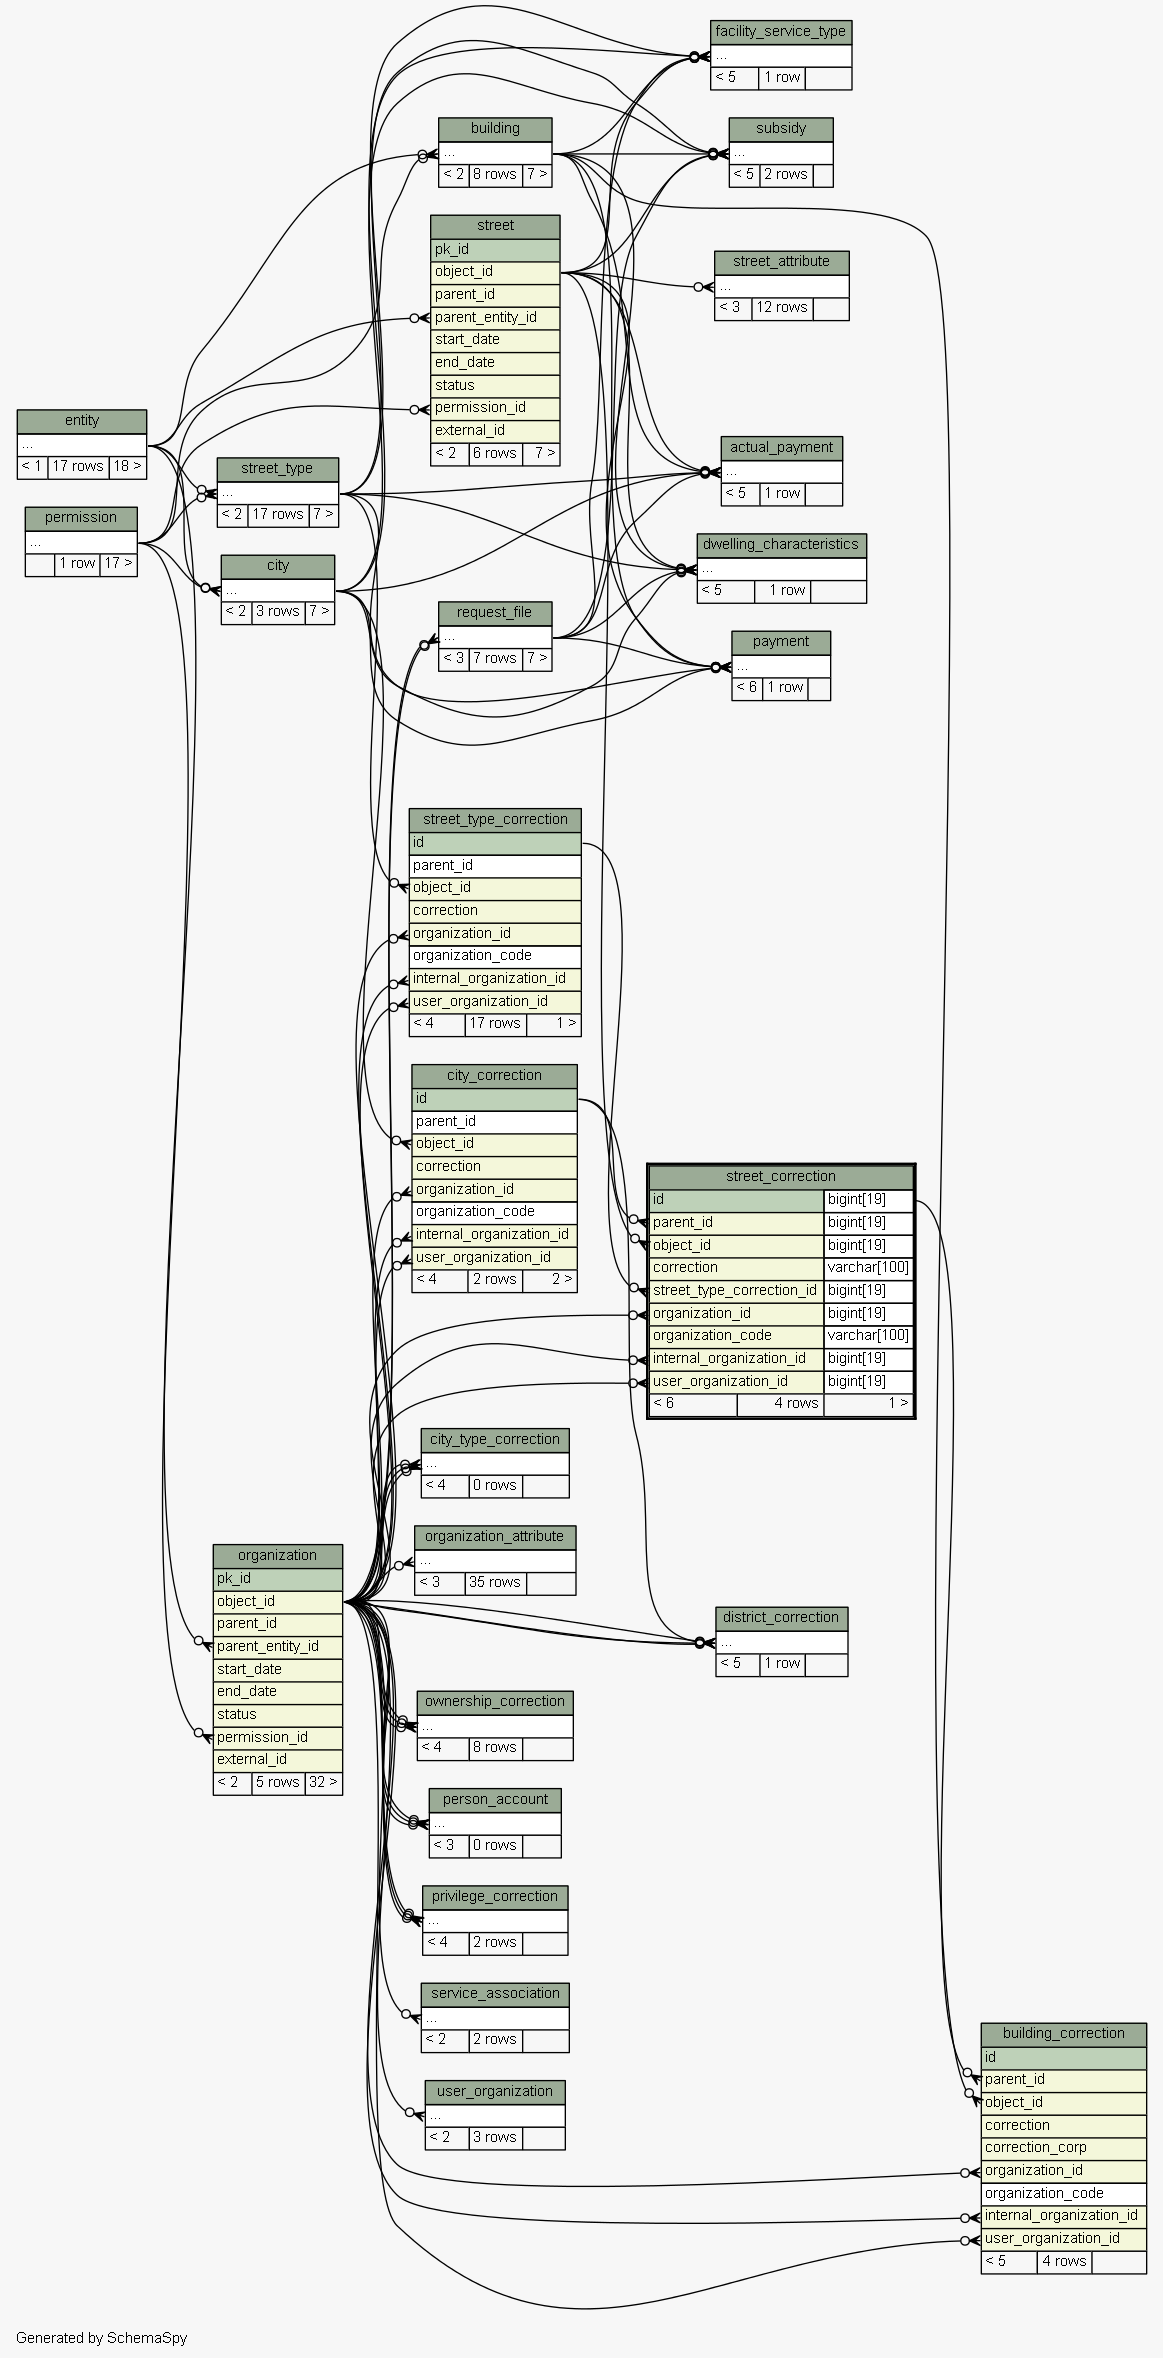 facility_service_type
...
< 5 1 row
building
...
< 2 8 rows 7 >
subsidy
...
< 5 2 rows
street
pk_id
object_id
parent_id
parent_entity_id
start_date
end_date
status
permission_id
external_id
< 2 6 rows 7 >
street_attribute
...
< 3 12 rows
entity
...
< 1 17 rows 18 >
street_type
...
< 2 17 rows 7 >
actual_payment
...
< 5 1 row
permission
...
1 row 17 >
city
...
< 2 3 rows 7 >
dwelling_characteristics
...
< 5 1 row
request_file
...
< 3 7 rows 7 >
payment
...
< 6 1 row
street_type_correction
id
parent_id
object_id
correction
organization_id
organization_code
internal_organization_id
user_organization_id
< 4 17 rows 1 >
city_correction
id
parent_id
object_id
correction
organization_id
organization_code
internal_organization_id
user_organization_id
< 4 2 rows 2 >
street_correction
id bigint[19]
parent_id bigint[19]
object_id bigint[19]
correction varchar[100]
street_type_correction_id bigint[19]
organization_id bigint[19]
organization_code varchar[100]
internal_organization_id bigint[19]
user_organization_id bigint[19]
< 6 4 rows 1 >
city_type_correction
...
< 4 0 rows
organization_attribute
...
< 3 35 rows
organization
pk_id
object_id
parent_id
parent_entity_id
start_date
end_date
status
permission_id
external_id
< 2 5 rows 32 >
district_correction
...
< 5 1 row
ownership_correction
...
< 4 8 rows
person_account
...
< 3 0 rows
privilege_correction
...
< 4 2 rows
service_association
...
< 2 2 rows
user_organization
...
< 2 3 rows
building_correction
id
parent_id
object_id
correction
correction_corp
organization_id
organization_code
internal_organization_id
user_organization_id
< 5 4 rows
Generated by SchemaSpy